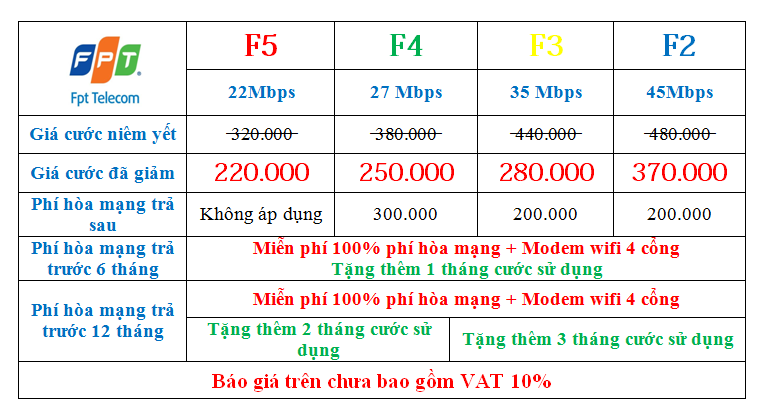 FPT
Fpt Telecom
F5 F4 F3 F2
22Mbps 27 Mbps 35 Mbps 45Mbps
Giá cước niêm yết 320.000 380.000 440.000 480.000
Giá cước đã giảm 220.000 250.000 280.000 370.000
Phí hòa mạng trả
sau
Không áp dụng 300.000 200.000 200.000
Phí hòa mạng trả
trước 6 tháng
Miễn phí 100% phí hòa mạng + Modem wifi 4 cổng
Tặng thêm 1 tháng cước sử dụng
Phí hòa mạng trả
trước 12 tháng
Miễn phí 100% phí hòa mạng + Modem wifi 4 cổng
Tặng thêm 2 tháng cước sử
dụng
Tặng thêm 3 tháng cước sử dụng
Báo giá trên chưa bao gồm VAT 10%